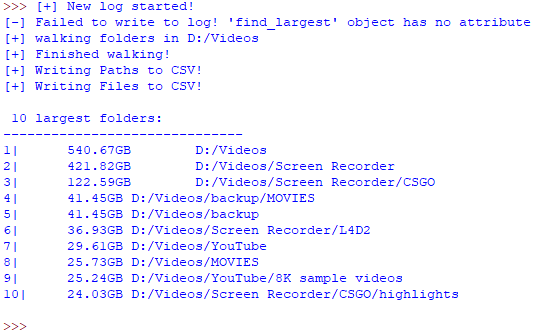 >>> [+] New log started!
[-] Failed to write to log! 'find_largest' object has no attribute
[+] walking folders in D:/Videos
[+] Finished walking!
[+] Writing Paths to CSV!
[+] Writing Files to CSV!
10 largest folders:
------------------------------
1| 540.67GB D:/Videos
2| 421.82GB D:/Videos/Screen Recorder
3| 122.59GB D:/Videos/Screen Recorder/CSGO
4| 41.45GB D:/Videos/backup/MOVIES
5| 41.45GB D:/Videos/backup
6| 36.93GB D:/Videos/Screen Recorder/L4D2
7| 29.61GB D:/Videos/YouTube
8| 25.73GB D:/Videos/MOVIES
9| 25.24GB D:/Videos/YouTube/8K sample videos
10| 24.03GB D:/Videos/Screen Recorder/CSGO/highlights
>>>